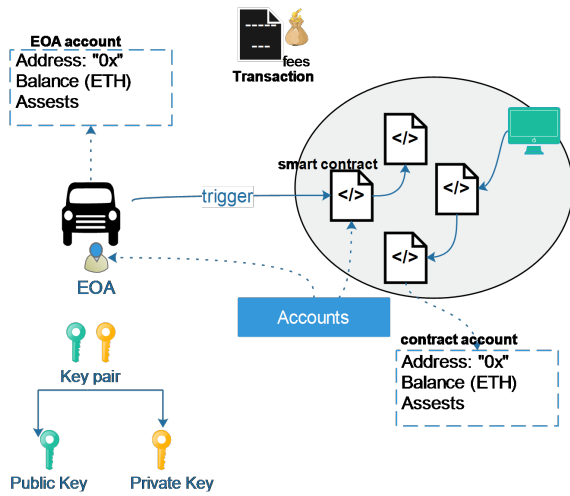 EOA account
Address: "0x"
Balance (ETH)
Assests
fees
Transaction
smart contract
</>
</>
</>
</>
trigger
EOA
Accounts
contract account
Address: "0x"
Balance (ETH)
Assests
Key pair
Public Key
Private Key